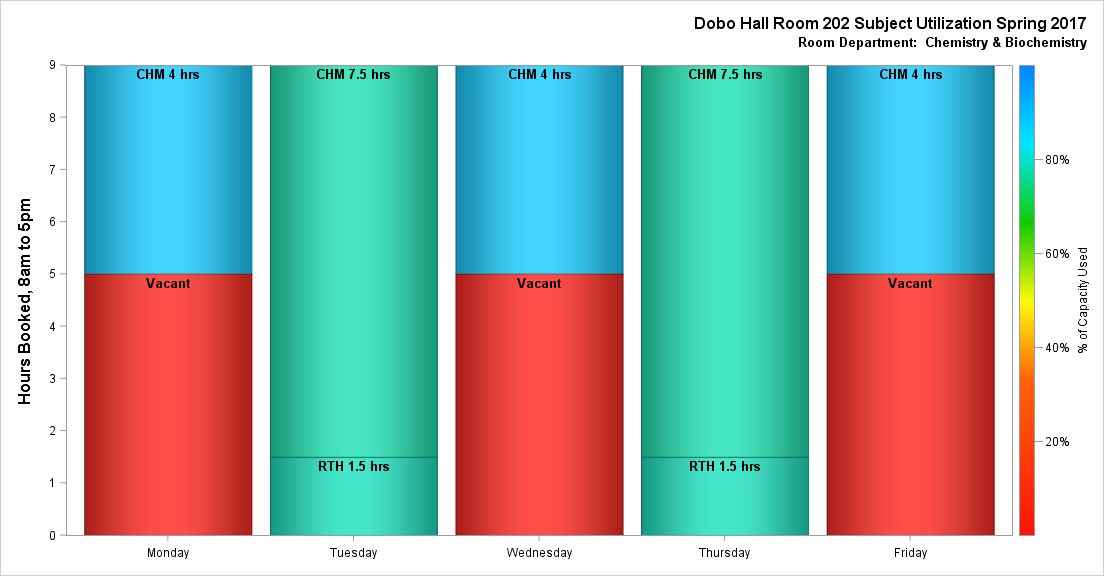 Dobo Hall Room 202 Subject Utilization Spring 2017
Room Department:  Chemistry & Biochemistry
Hours Booked, 8am to 5pm
9
8
7
6
5
4
3
2
1
0
CHM 4 hrs
Vacant
CHM 7.5 hrs
RTH 1.5 hrs
CHM 4 hrs
Vacant
CHM 7.5 hrs
RTH 1.5 hrs
CHM 4 hrs
Vacant
Monday
Tuesday
Wednesday
Thursday
Friday
80%
60%
40%
20%
% of Capacity Used